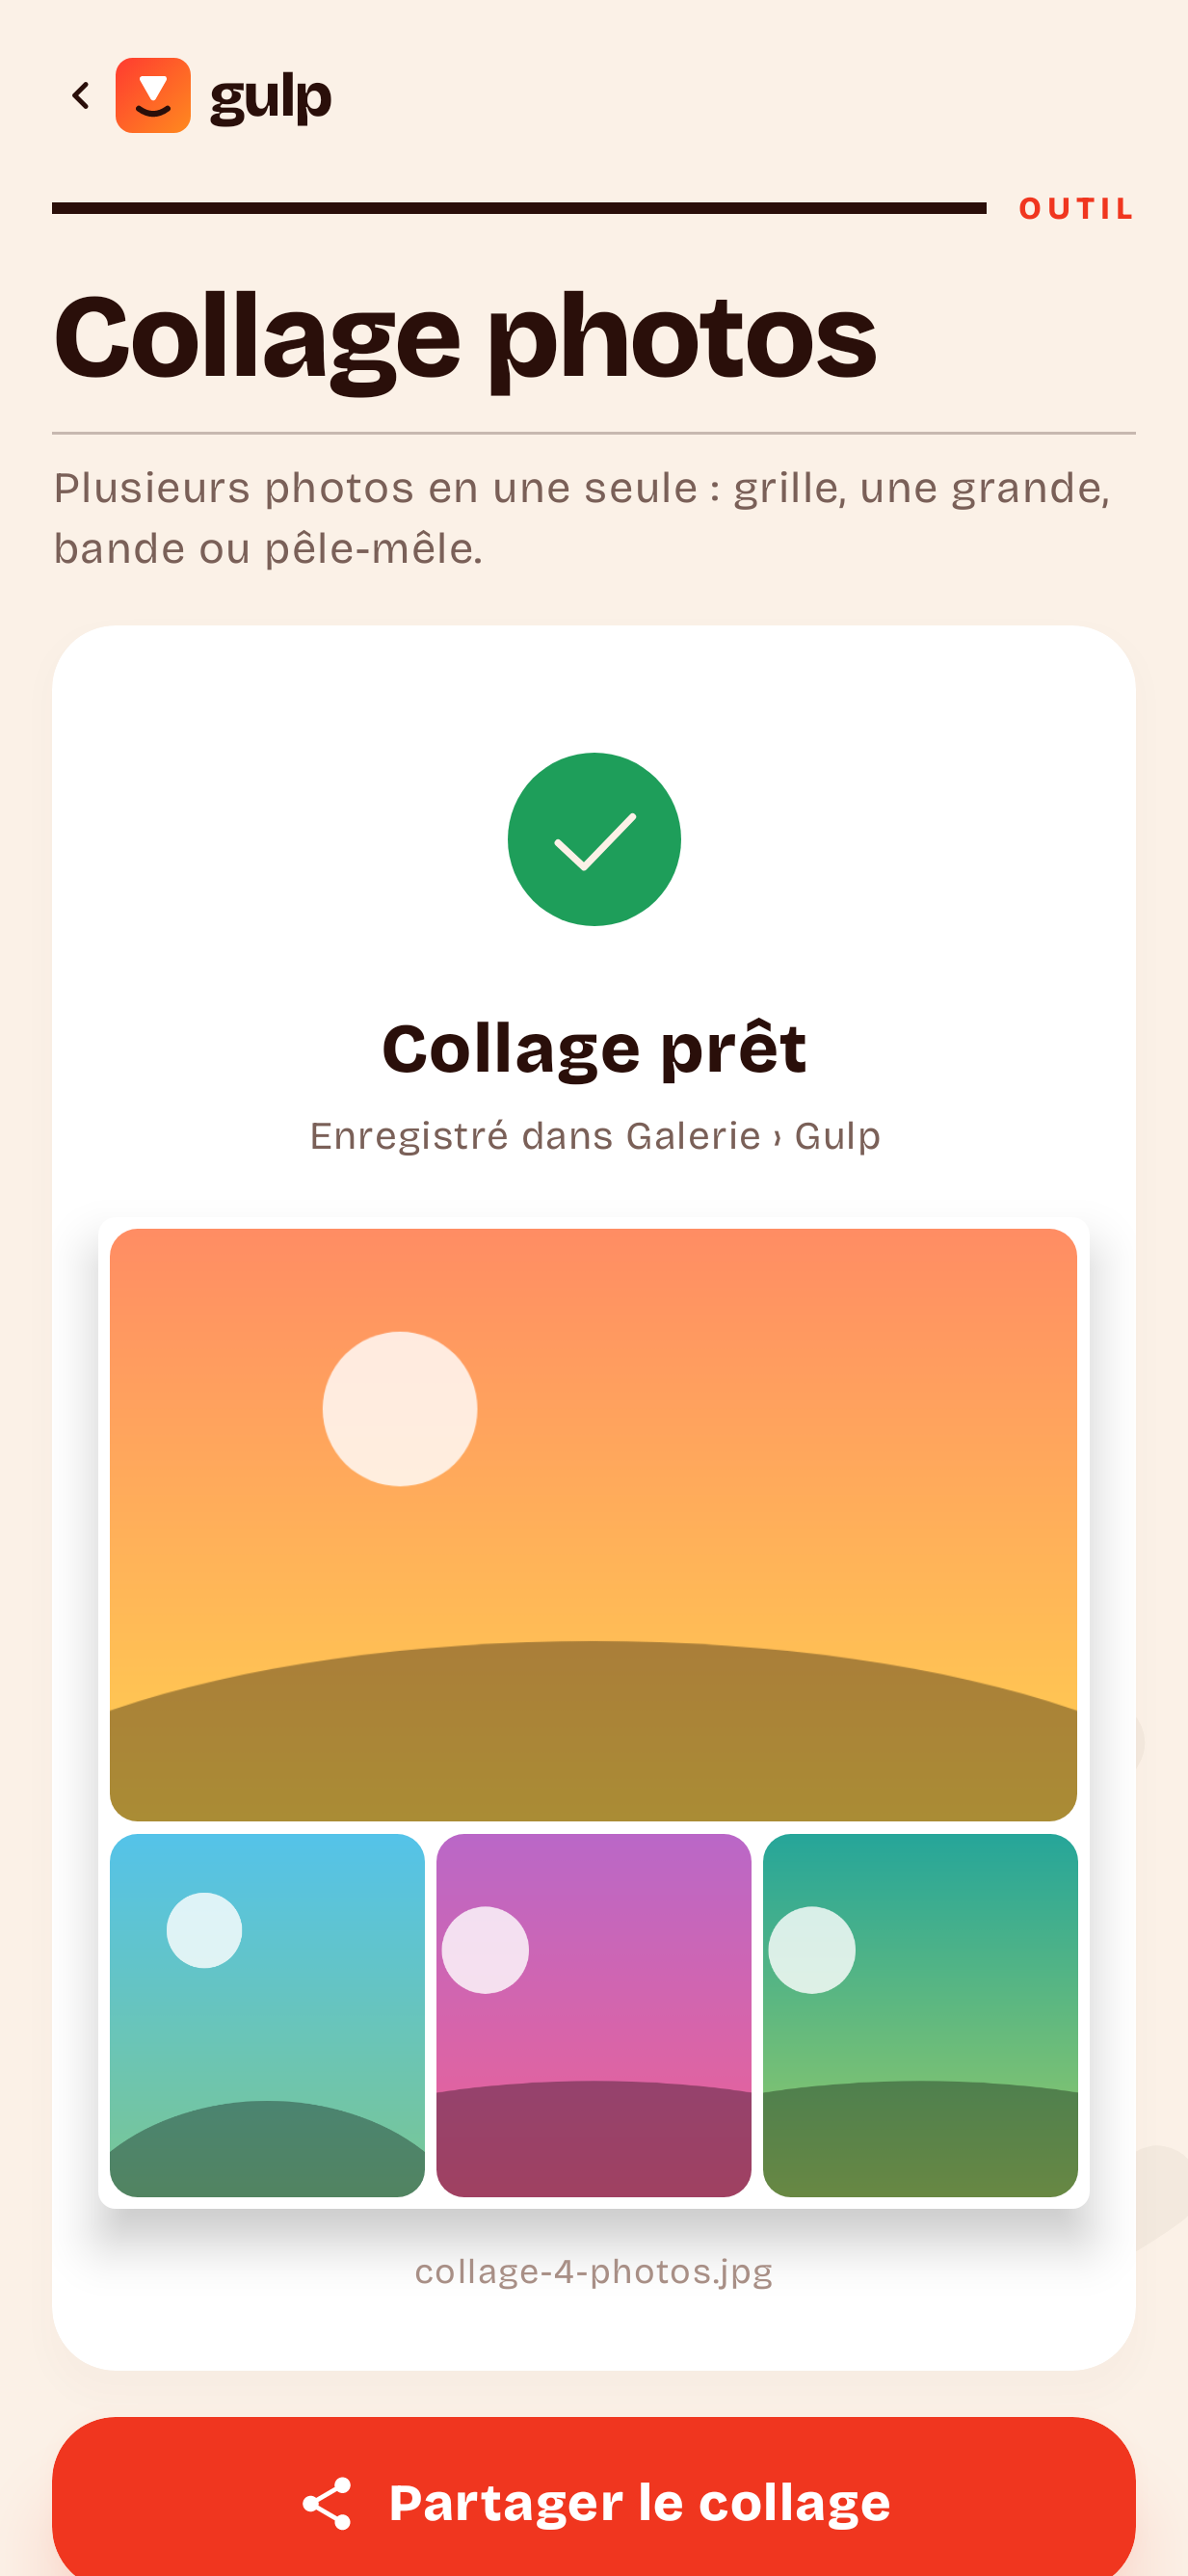 gulp
OUTIL
Collage photos
Plusieurs photos en une seule : grille, une grande,
bande ou pêle-mêle.
Collage prêt
Enregistré dans Galerie › Gulp
collage-4-photos.jpg
Partager le collage